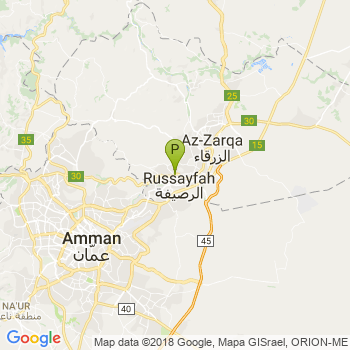 25
30
35
Az-Zarqa
الزرقاء
15
P
30
Russayfah
الرصيفة
Amman
عمان
45
NA'UR
منطقة ناع
40
Google
Map data ©2018 Google, Mapa GISrael, ORION-ME